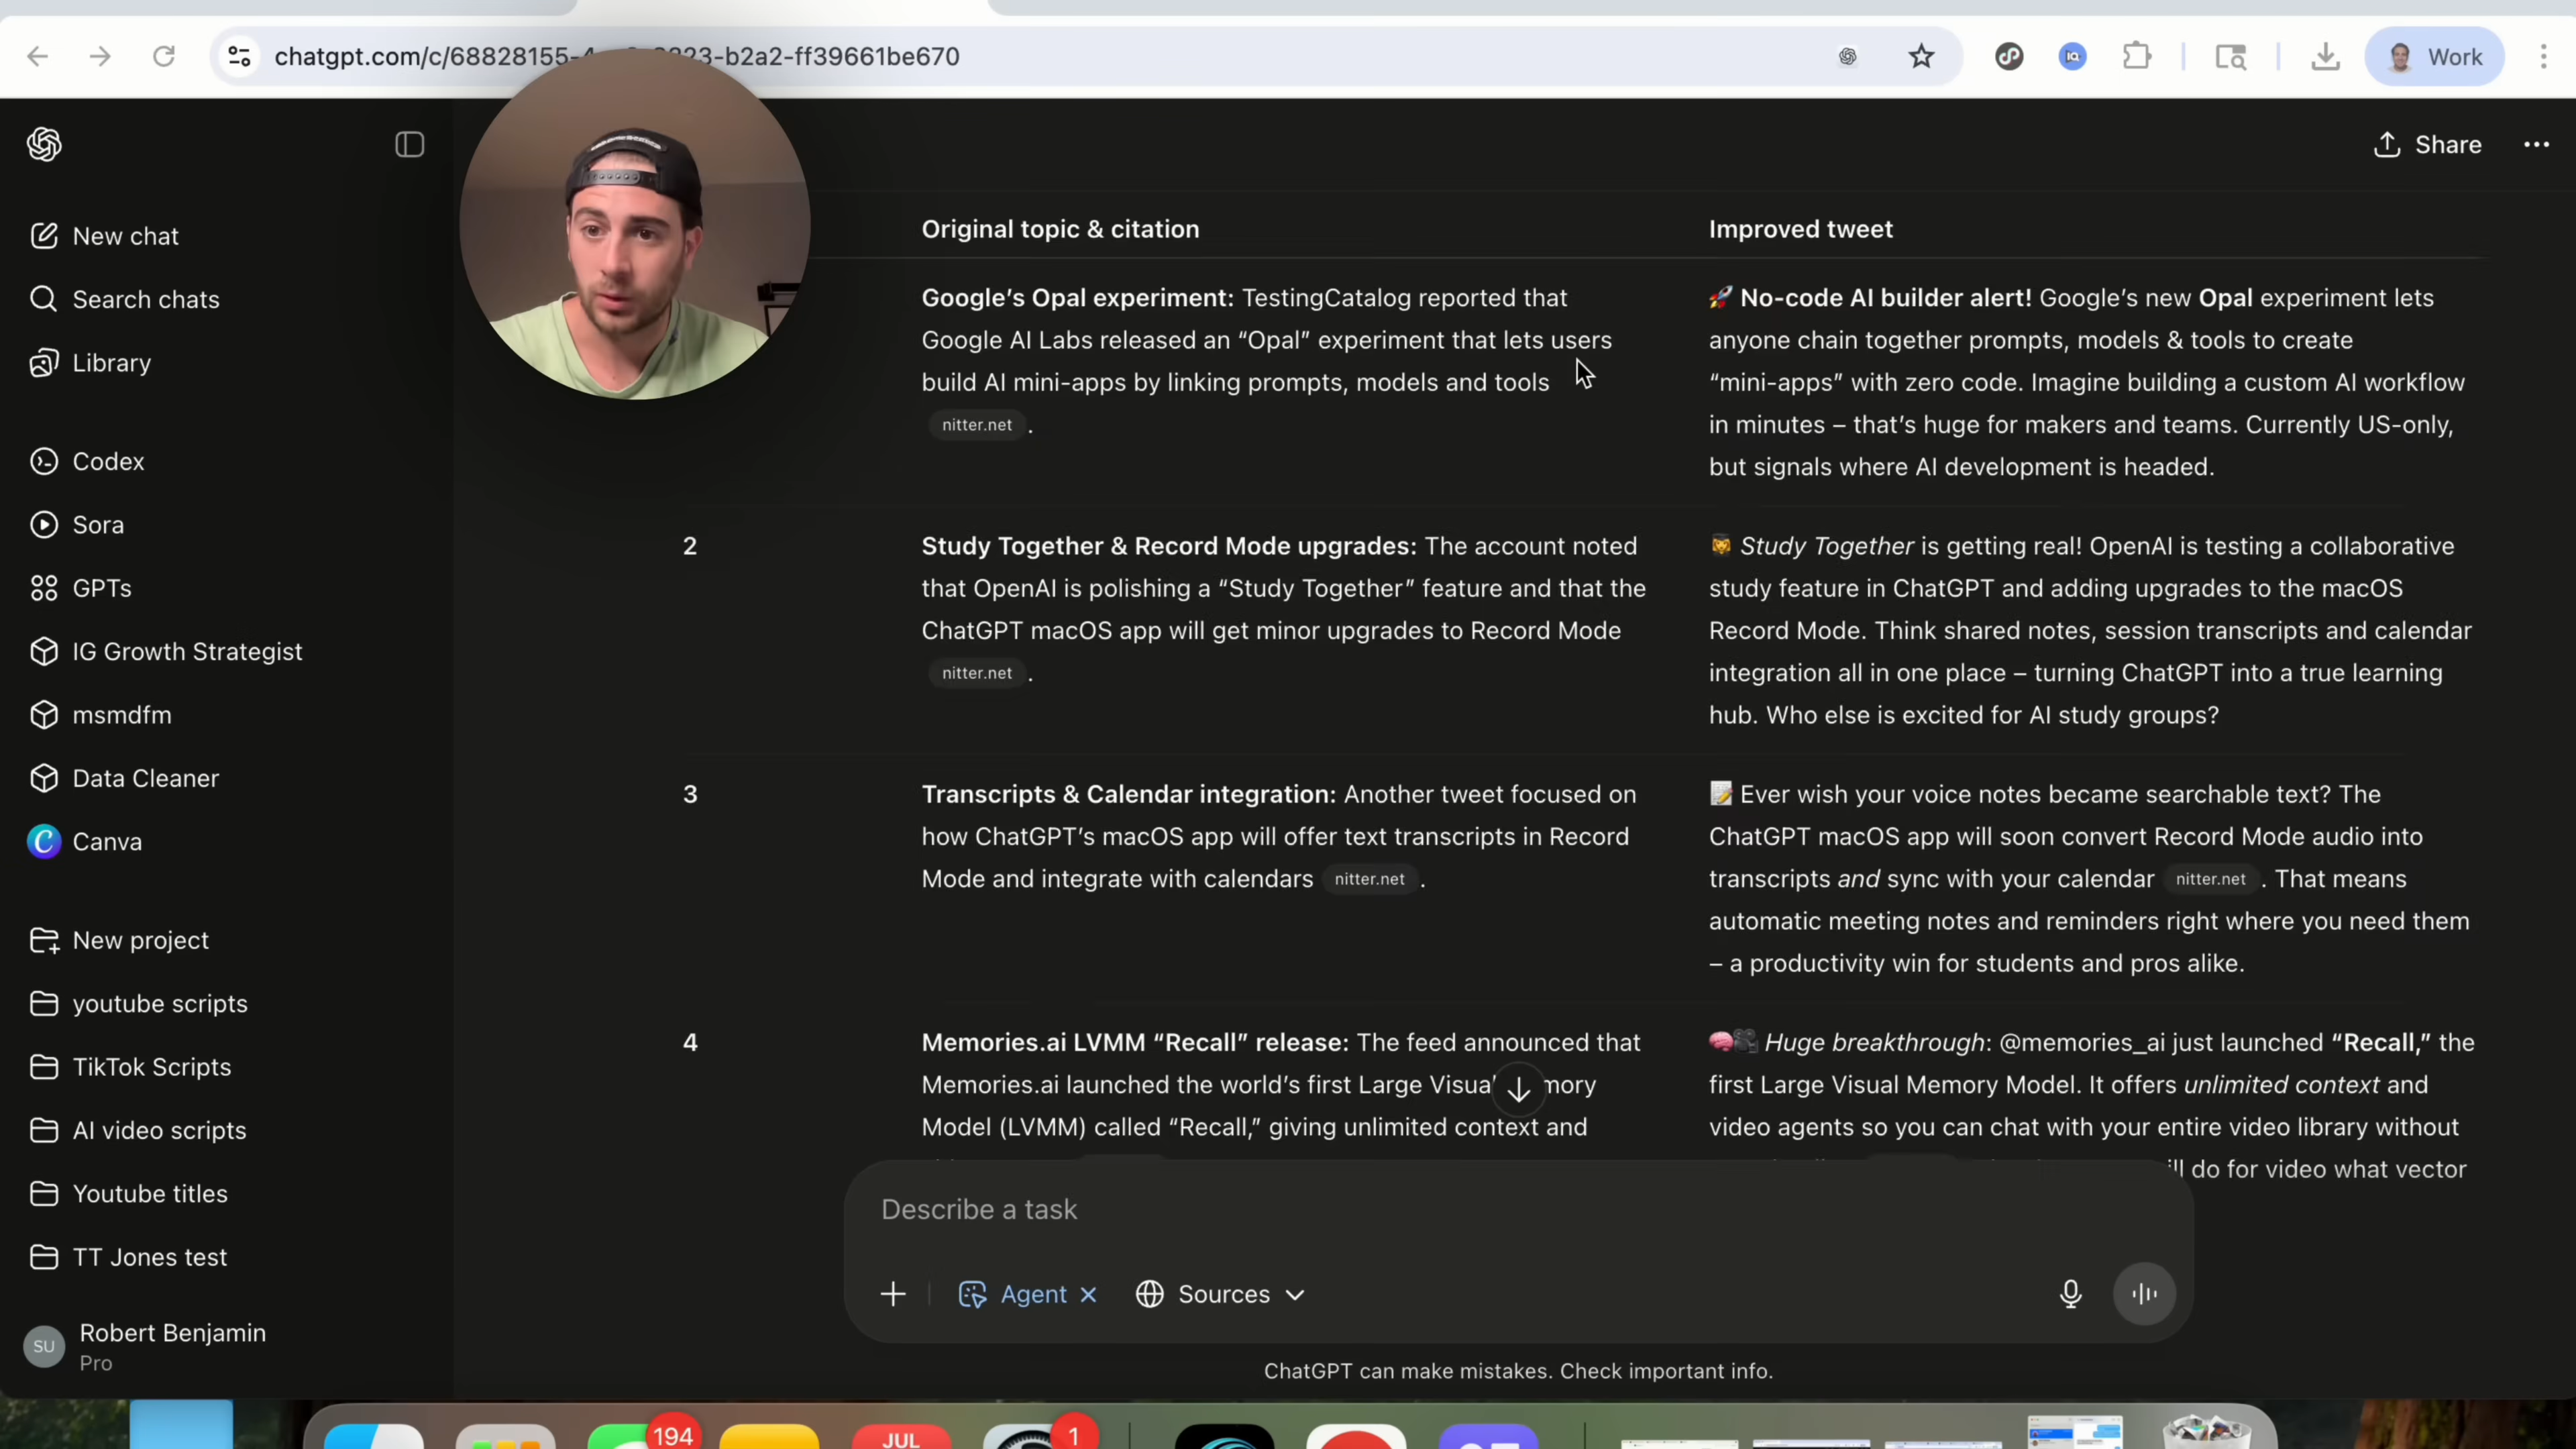 chatgpt.com/c/68828155-
23-b2a2-ff39661be670
Work
Share
New chat
Search chats
Library
Codex
Sora
GPTs
IG Growth Strategist
msmdfm
Data Cleaner
Canva
New project
youtube scripts
TikTok Scripts
AI video scripts
Youtube titles
TT Jones test
SU
Robert Benjamin
Pro
Original topic & citation
Improved tweet
Google’s Opal experiment: TestingCatalog reported that
Google AI Labs released an “Opal” experiment that lets users
build AI mini-apps by linking prompts, models and tools
nitter.net .
🚀 No-code AI builder alert! Google’s new Opal experiment lets
anyone chain together prompts, models & tools to create
“mini-apps” with zero code. Imagine building a custom AI workflow
in minutes – that’s huge for makers and teams. Currently US-only,
but signals where AI development is headed.
2
Study Together & Record Mode upgrades: The account noted
that OpenAI is polishing a “Study Together” feature and that the
ChatGPT macOS app will get minor upgrades to Record Mode
nitter.net .
Study Together is getting real! OpenAI is testing a collaborative
study feature in ChatGPT and adding upgrades to the macOS
Record Mode. Think shared notes, session transcripts and calendar
integration all in one place – turning ChatGPT into a true learning
hub. Who else is excited for AI study groups?
3
Transcripts & Calendar integration: Another tweet focused on
how ChatGPT’s macOS app will offer text transcripts in Record
Mode and integrate with calendars nitter.net .
📝 Ever wish your voice notes became searchable text? The
ChatGPT macOS app will soon convert Record Mode audio into
transcripts and sync with your calendar nitter.net . That means
automatic meeting notes and reminders right where you need them
– a productivity win for students and pros alike.
4
Memories.ai LVMM “Recall” release: The feed announced that
Memories.ai launched the world’s first Large Visual mory
Model (LVMM) called “Recall,” giving unlimited context and
🧠🎥 Huge breakthrough: @memories_ai just launched “Recall,” the
first Large Visual Memory Model. It offers unlimited context and
video agents so you can chat with your entire video library without
ll do for video what vector
Describe a task
Agent
Sources
ChatGPT can make mistakes. Check important info.
194
JUL
1